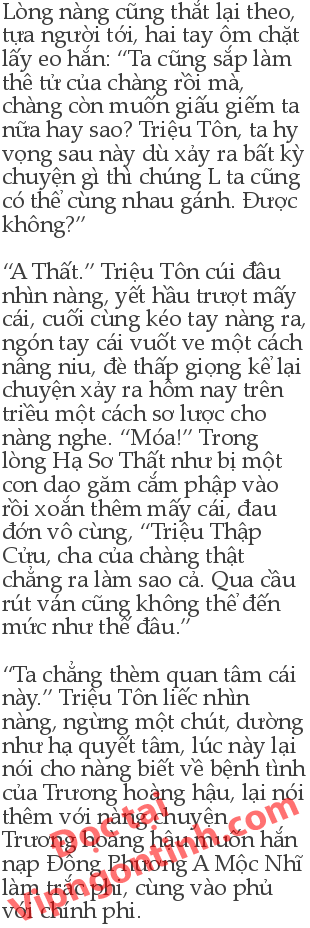 Lòng nàng cũng thắt lại theo,
tựa người tới, hai tay ôm chặt
lấy eo hắn: “Ta cũng sắp làm
thê tử của chàng rồi mà,
chàng còn muốn giấu giếm ta
nữa hay sao? Triệu Tôn, ta hy
vọng sau này dù xảy ra bất kỳ
chuyện gì thì chúng L ta cũng
có thể cùng nhau gánh. Được
không?”
“A Thất.” Triệu Tôn cúi đầu
nhìn nàng, yết hầu trượt mấy
cái, cuối cùng kéo tay nàng ra,
ngón tay cái vuốt ve một cách
nâng niu, đè thấp giọng kể lại
chuyện xảy ra hôm nay trên
triều một cách sơ lược cho
nàng nghe. “Móa!” Trong
lòng Hạ Sơ Thất như bị một
con dao găm cắm phập vào
rồi xoắn thêm mấy cái, đau
đớn vô cùng, “Triệu Thập
Cửu, cha của chàng thật
chẳng ra làm sao cả. Qua cầu
rút ván cũng không thể đến
mức như thế đâu.”
“Ta chẳng thèm quan tâm cái
này.” Triệu Tôn liếc nhìn
nàng, ngừng một chút, dường
như hạ quyết tâm, lúc này lại
nói cho nàng biết về bệnh tình
của Trương hoàng hậu, lại nói
thêm với nàng chuyện
Trương hoàng hậu muốn hắn
nạp Đông Phương A Mộc Nhĩ
làm trắc phi, cùng vào phủ
với chính phi.
Đọc tại
Vipngontinh.com